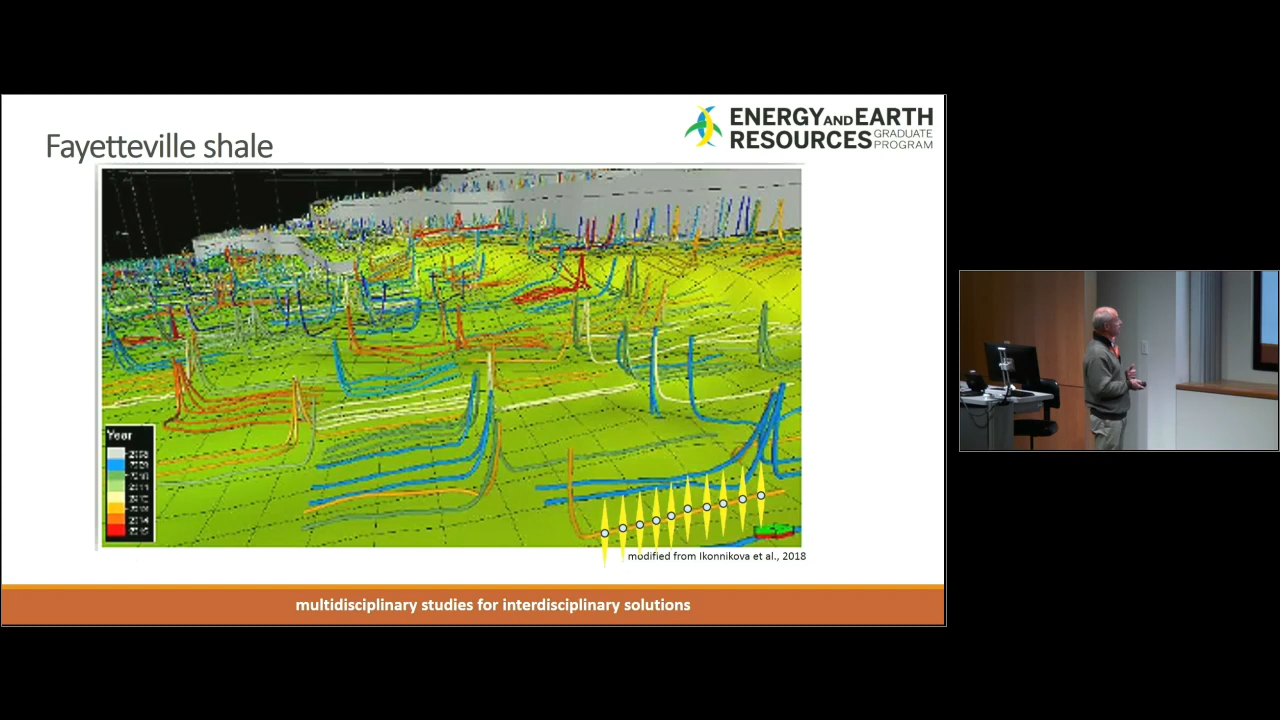 Fayetteville shale
ENERGY AND EARTH
RESOURCES GRADUATE
PROGRAM
Year
modified from Ikonnikova et al., 2018
multidisciplinary studies for interdisciplinary solutions